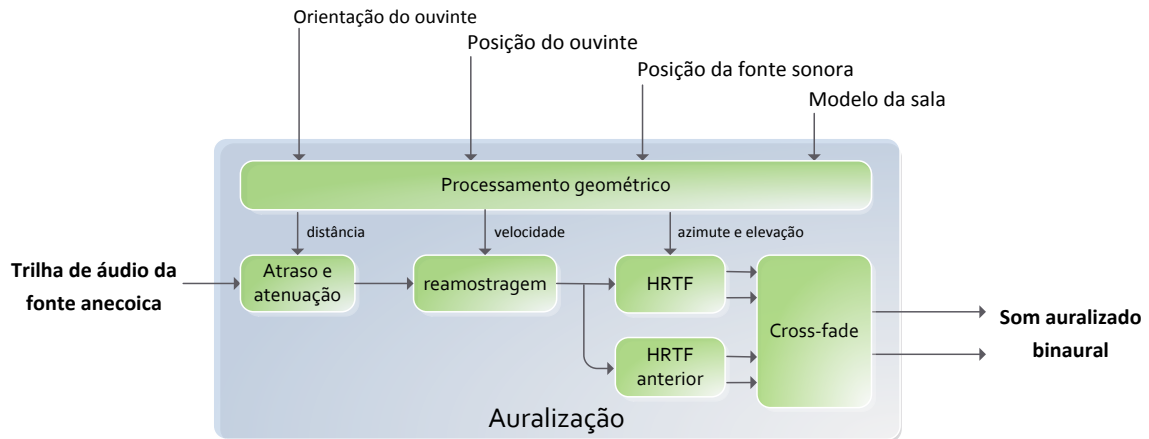 Orientação do ouvinte
Posição do ouvinte
Posição da fonte sonora
Modelo da sala
Processamento geométrico
distância
velocidade
azimute e elevação
Trilha de áudio da
fonte anecoica
Atraso e
atenuação
reamostragem
HRTF
HRTF
anterior
Cross-fade
Som auralizado
binaural
Auralização